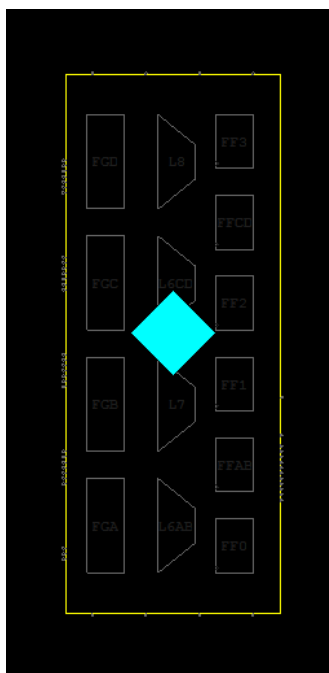 FGD L8 FF3
FFCD
FGC L6CD FF2
FGB L7 FF1
FFAB
FGA L6AB FF0